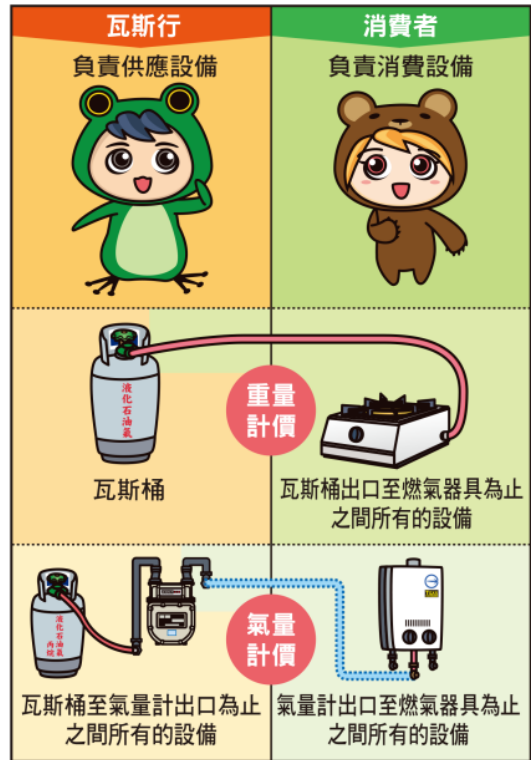 瓦斯行
消費者
負責供應設備
負責消費設備
液化石油氣
重量
計價
瓦斯桶
瓦斯桶出口至燃氣器具為止
之間所有的設備
液化石油氣
丙烷
氣量
計價
瓦斯桶至氣量計出口為止
之間所有的設備
氣量計出口至燃氣器具為止
之間所有的設備